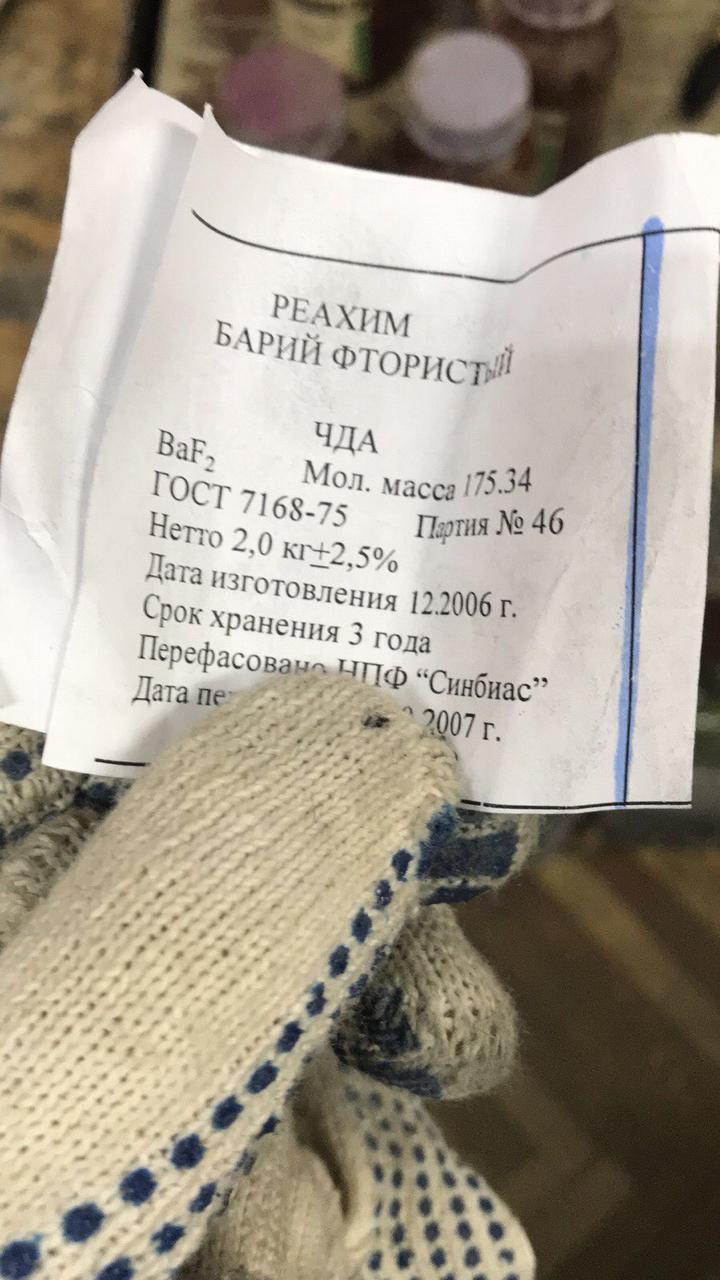 РЕАХИМ
БАРИЙ ФТОРИСТЫЙ
ЧДА
BaF₂ Мол. масса 175.34
ГОСТ 7168-75 Партия № 46
Нетто 2,0 кг±2,5%
Дата изготовления 12.2006 г.
Срок хранения 3 года
Перефасовано НПФ “Синбиас”
Дата 2007 г.